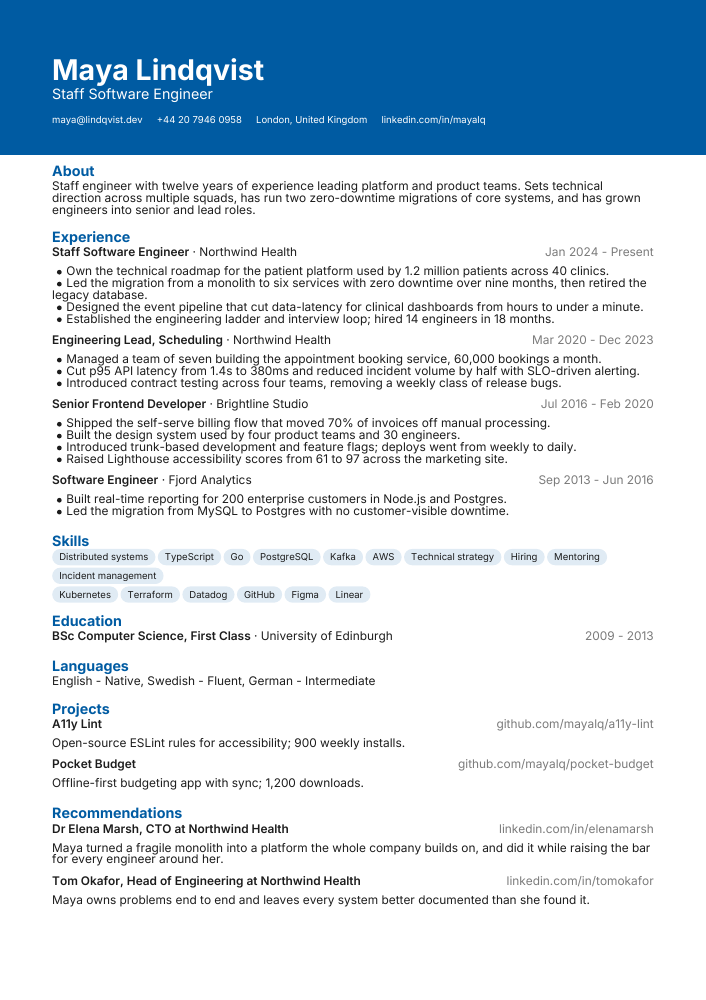 Maya Lindqvist
Staff Software Engineer
maya@lindqvist.dev +44 20 7946 0958 London, United Kingdom linkedin.com/in/mayalq
About
Staff engineer with twelve years of experience leading platform and product teams. Sets technical
direction across multiple squads, has run two zero-downtime migrations of core systems, and has grown
engineers into senior and lead roles.
Experience
Staff Software Engineer · Northwind Health Jan 2024 - Present
• Own the technical roadmap for the patient platform used by 1.2 million patients across 40 clinics.
• Led the migration from a monolith to six services with zero downtime over nine months, then retired the
legacy database.
• Designed the event pipeline that cut data-latency for clinical dashboards from hours to under a minute.
• Established the engineering ladder and interview loop; hired 14 engineers in 18 months.
Engineering Lead, Scheduling · Northwind Health Mar 2020 - Dec 2023
• Managed a team of seven building the appointment booking service, 60,000 bookings a month.
• Cut p95 API latency from 1.4s to 380ms and reduced incident volume by half with SLO-driven alerting.
• Introduced contract testing across four teams, removing a weekly class of release bugs.
Senior Frontend Developer · Brightline Studio Jul 2016 - Feb 2020
• Shipped the self-serve billing flow that moved 70% of invoices off manual processing.
• Built the design system used by four product teams and 30 engineers.
• Introduced trunk-based development and feature flags; deploys went from weekly to daily.
• Raised Lighthouse accessibility scores from 61 to 97 across the marketing site.
Software Engineer · Fjord Analytics Sep 2013 - Jun 2016
• Built real-time reporting for 200 enterprise customers in Node.js and Postgres.
• Led the migration from MySQL to Postgres with no customer-visible downtime.
Skills
Distributed systems TypeScript Go PostgreSQL Kafka AWS Technical strategy Hiring Mentoring
Incident management
Kubernetes Terraform Datadog GitHub Figma Linear
Education
BSc Computer Science, First Class · University of Edinburgh 2009 - 2013
Languages
English - Native, Swedish - Fluent, German - Intermediate
Projects
A11y Lint github.com/mayalq/a11y-lint
Open-source ESLint rules for accessibility; 900 weekly installs.
Pocket Budget github.com/mayalq/pocket-budget
Offline-first budgeting app with sync; 1,200 downloads.
Recommendations
Dr Elena Marsh, CTO at Northwind Health linkedin.com/in/elenamarsh
Maya turned a fragile monolith into a platform the whole company builds on, and did it while raising the bar
for every engineer around her.
Tom Okafor, Head of Engineering at Northwind Health linkedin.com/in/tomokafor
Maya owns problems end to end and leaves every system better documented than she found it.